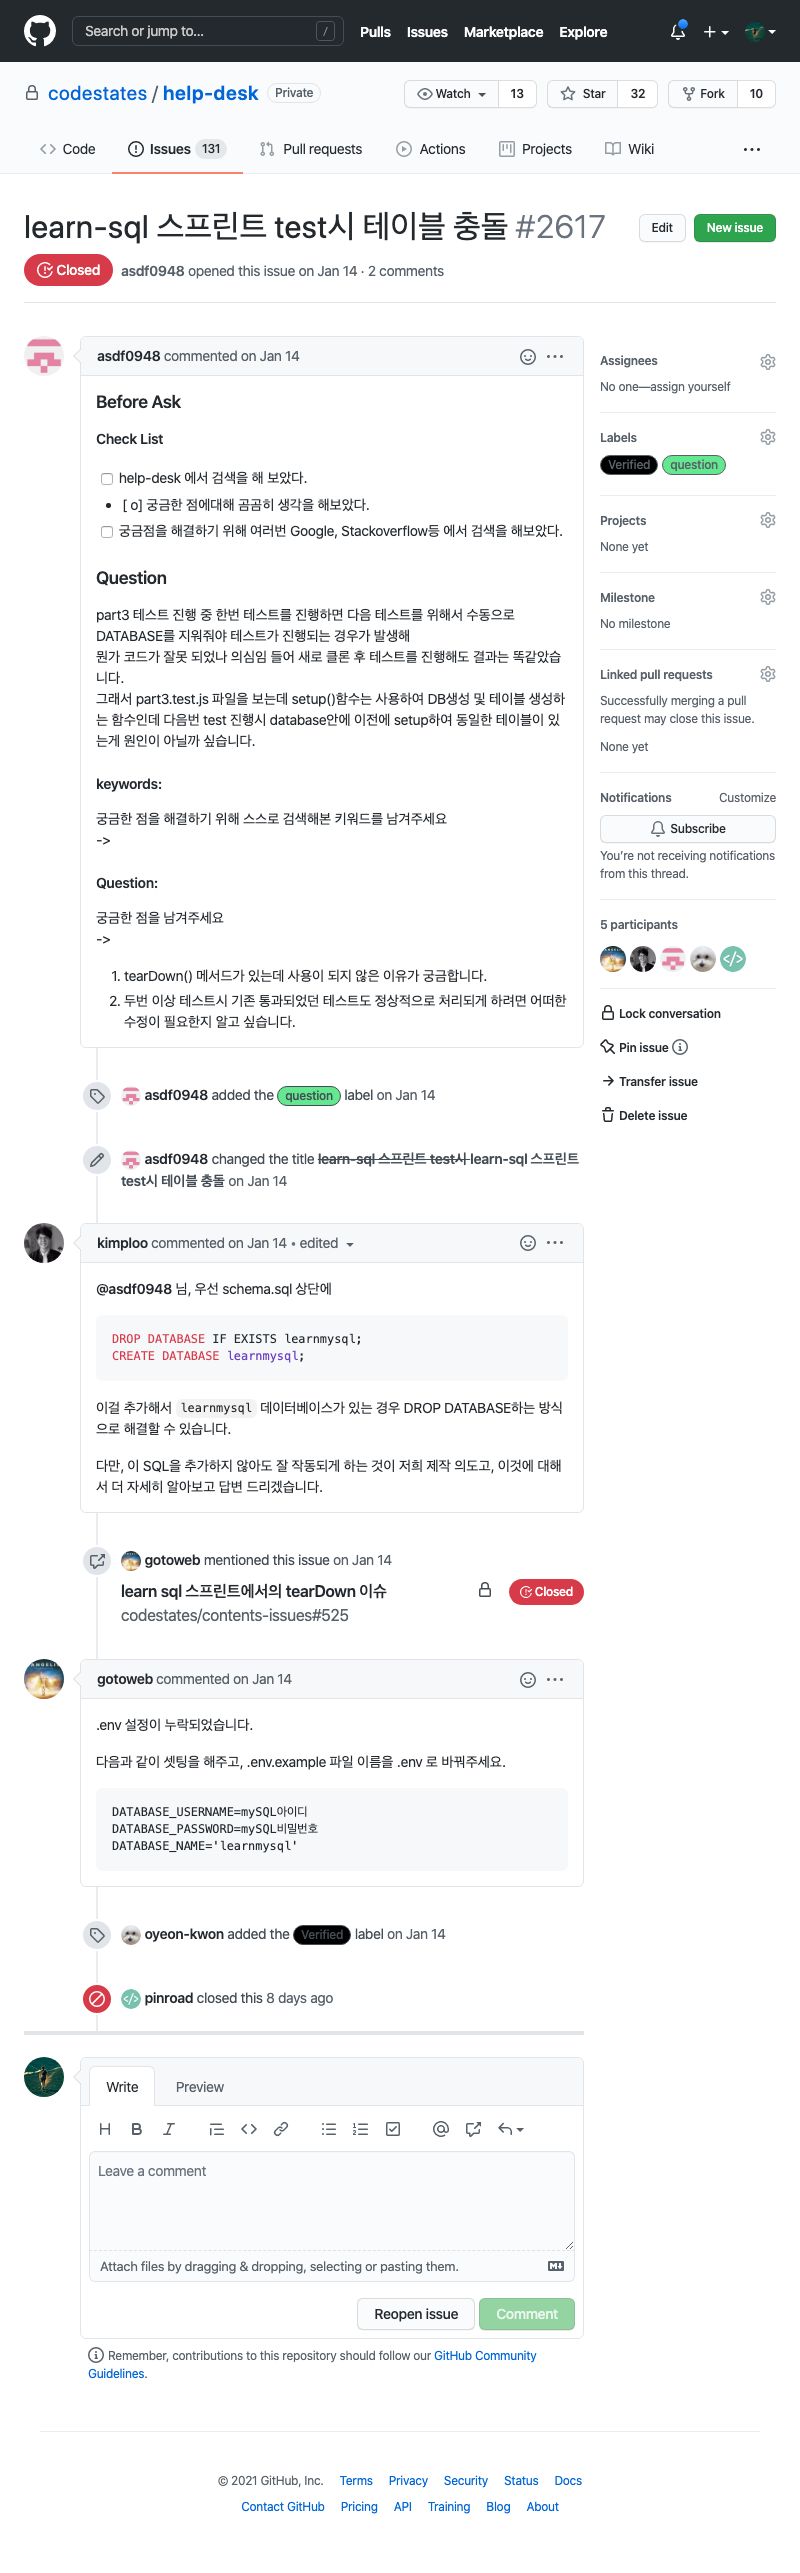 Search or jump to... /
Pulls Issues Marketplace Explore
codestates / help-desk Private
Watch 13 Star 32 Fork 10
Code Issues 131 Pull requests Actions Projects Wiki ...
learn-sql 스프린트 test시 테이블 충돌 #2617
Edit New issue
Closed asdf0948 opened this issue on Jan 14 · 2 comments
asdf0948 commented on Jan 14
Before Ask
Check List
help-desk 에서 검색을 해 보았다.
• [ o] 궁금한 점에대해 곰곰히 생각을 해보았다.
궁금점을 해결하기 위해 여러번 Google, Stackoverflow등 에서 검색을 해보았다.
Question
part3 테스트 진행 중 한번 테스트를 진행하면 다음 테스트를 위해서 수동으로
DATABASE를 지워줘야 테스트가 진행되는 경우가 발생해
뭔가 코드가 잘못 되었나 의심임 들어 새로 클론 후 테스트를 진행해도 결과는 똑같았습
니다.
그래서 part3.test.js 파일을 보는데 setup()함수는 사용하여 DB생성 및 테이블 생성하
는 함수인데 다음번 test 진행시 database안에 이전에 setup하여 동일한 테이블이 있
는게 원인이 아닐까 싶습니다.
keywords:
궁금한 점을 해결하기 위해 스스로 검색해본 키워드를 남겨주세요
->
Question:
궁금한 점을 남겨주세요
->
1. tearDown() 메서드가 있는데 사용이 되지 않은 이유가 궁금합니다.
2. 두번 이상 테스트시 기존 통과되었던 테스트도 정상적으로 처리되게 하려면 어떠한
수정이 필요한지 알고 싶습니다.
Assignees
No one—assign yourself
Labels
Verified question
Projects
None yet
Milestone
No milestone
Linked pull requests
Successfully merging a pull
request may close this issue.
None yet
Notifications Customize
Subscribe
You're not receiving notifications
from this thread.
5 participants
Lock conversation
Pin issue
Transfer issue
Delete issue
asdf0948 added the question label on Jan 14
asdf0948 changed the title learn-sql 스프린트 test시 learn-sql 스프린트
test시 테이블 충돌 on Jan 14
kimploo commented on Jan 14 • edited
@asdf0948 님, 우선 schema.sql 상단에
DROP DATABASE IF EXISTS learnmysql;
CREATE DATABASE learnmysql;
이걸 추가해서 learnmysql 데이터베이스가 있는 경우 DROP DATABASE하는 방식
으로 해결할 수 있습니다.
다만, 이 SQL을 추가하지 않아도 잘 작동되게 하는 것이 저희 제작 의도고, 이것에 대해
서 더 자세히 알아보고 답변 드리겠습니다.
gotoweb mentioned this issue on Jan 14
learn sql 스프린트에서의 tearDown 이슈
Closed
codestates/contents-issues#525
gotoweb commented on Jan 14
.env 설정이 누락되었습니다.
다음과 같이 셋팅을 해주고, .env.example 파일 이름을 .env 로 바꿔주세요.
DATABASE_USERNAME=mySQL아이디
DATABASE_PASSWORD=mySQL비밀번호
DATABASE_NAME='learnmysql'
oyeon-kwon added the Verified label on Jan 14
pinroad closed this 8 days ago
Write Preview
Leave a comment
Attach files by dragging & dropping, selecting or pasting them.
Reopen issue Comment
Remember, contributions to this repository should follow our GitHub Community
Guidelines.
© 2021 GitHub, Inc. Terms Privacy Security Status Docs
Contact GitHub Pricing API Training Blog About